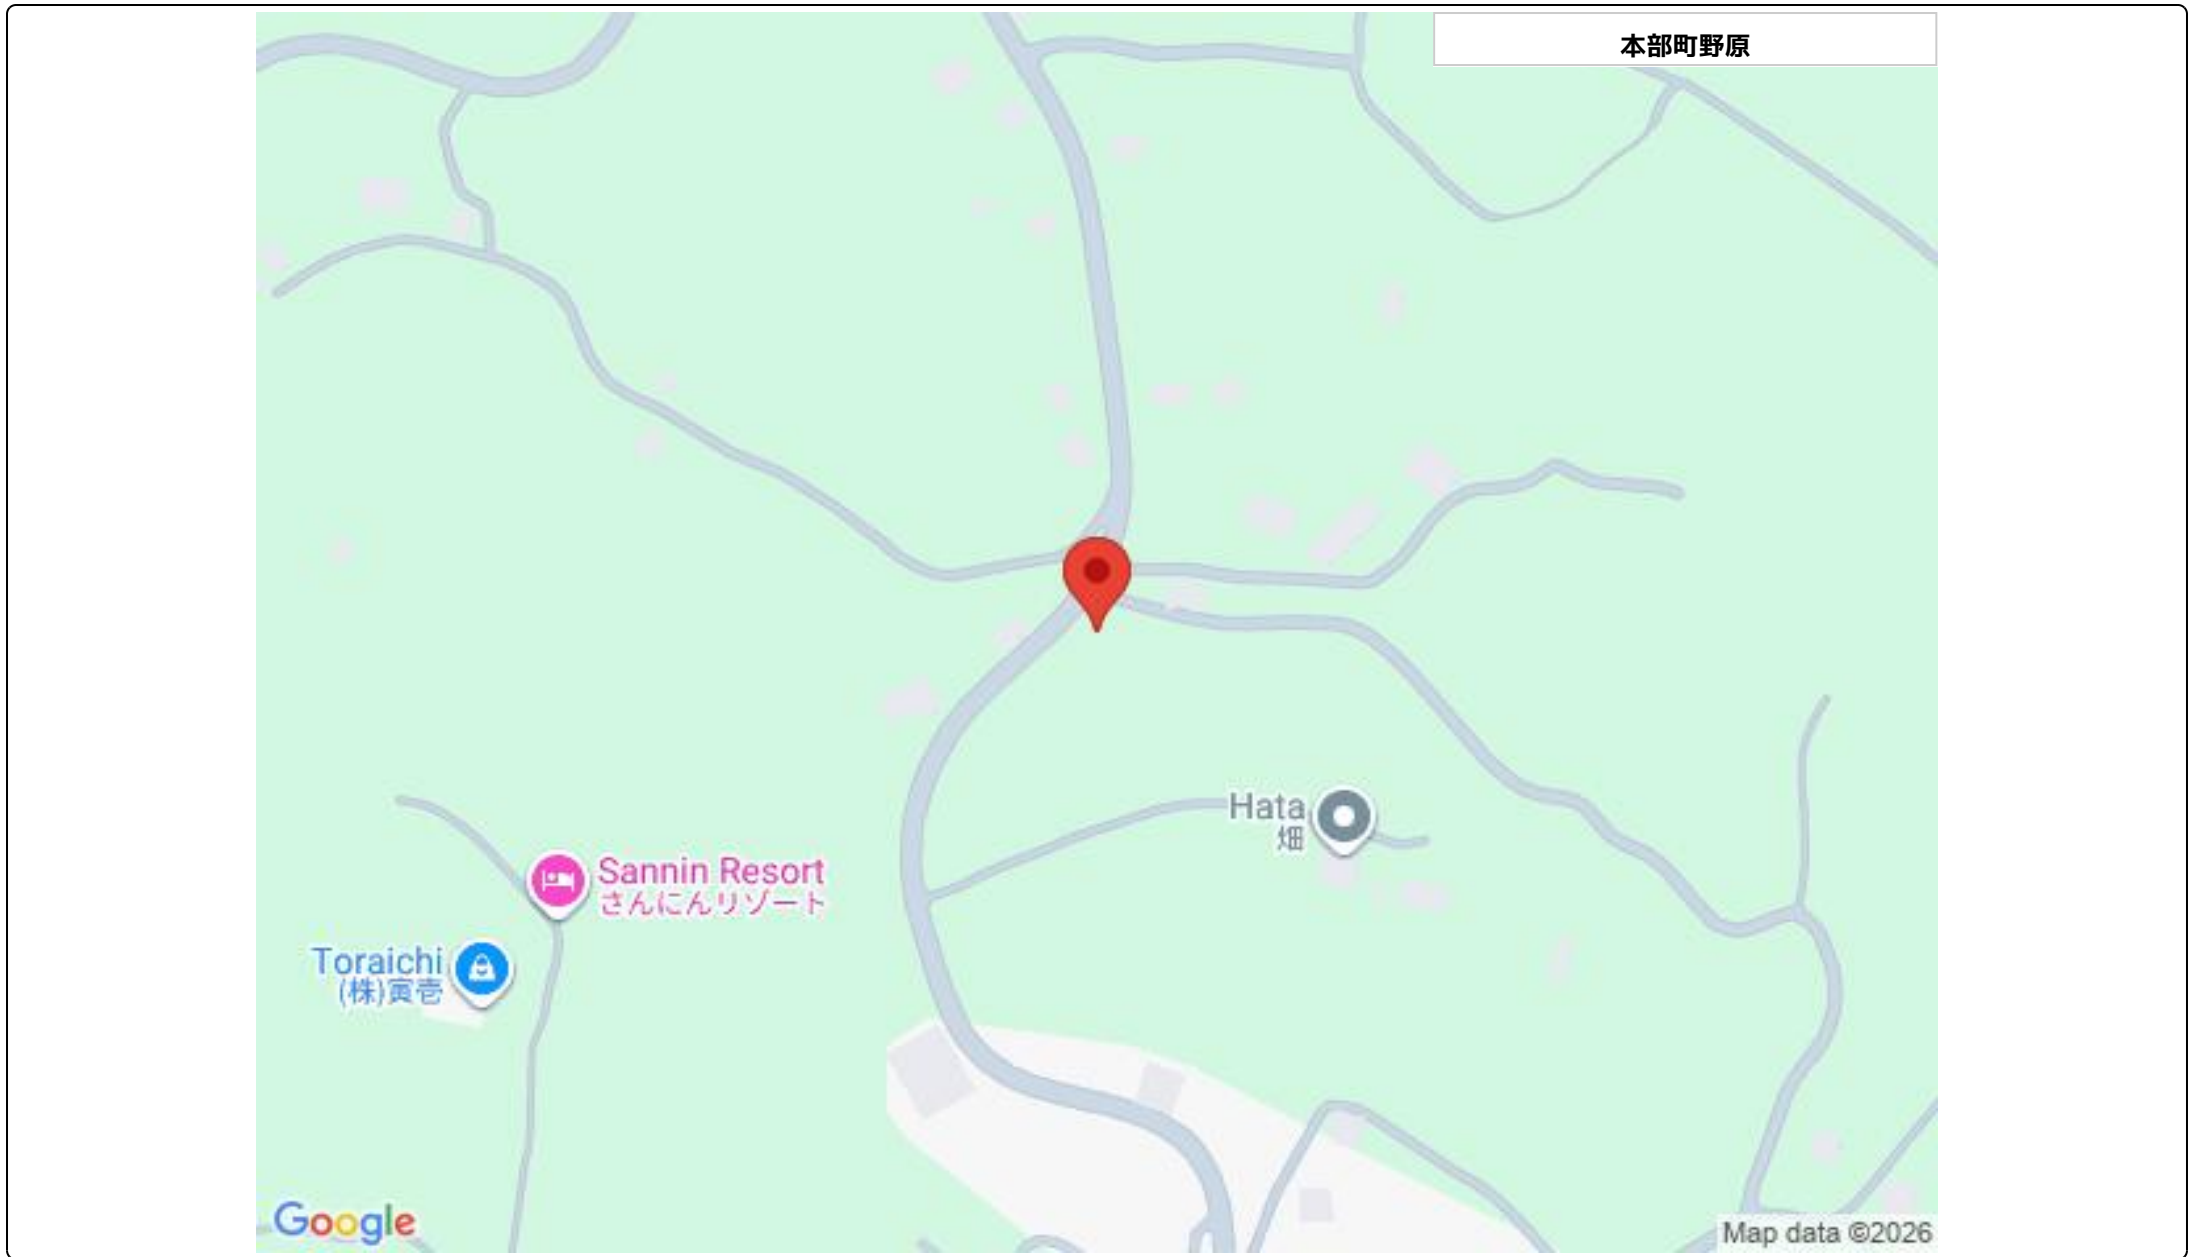 本部町野原
Hata
畑
Sannin Resort
さんにんリゾート
Toraichi
(株)寅壱
Google
Map data ©2026